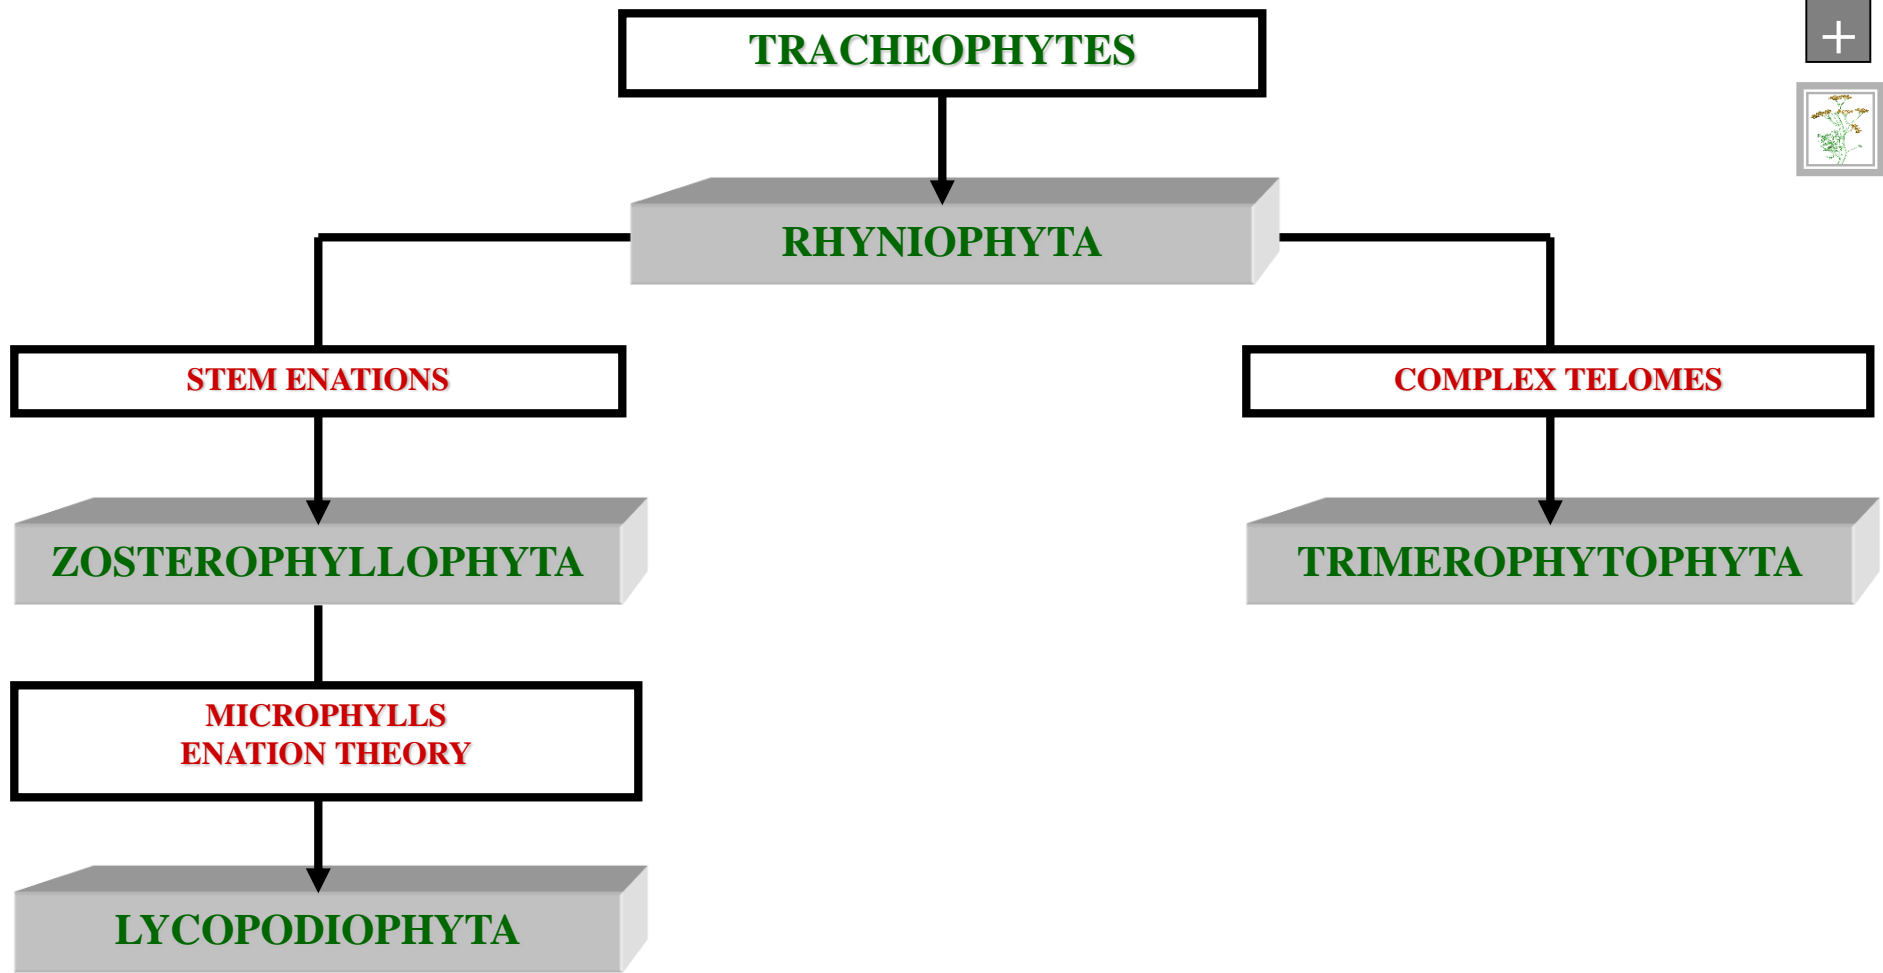 TRACHEOPHYTES
+
RHYNIOPHYTA
STEM ENATIONS
COMPLEX TELOMES
ZOSTEROPHYLLOPHYTA
TRIMEROPHYTOPHYTA
MICROPHYLLS
ENATION THEORY
LYCOPODIOPHYTA